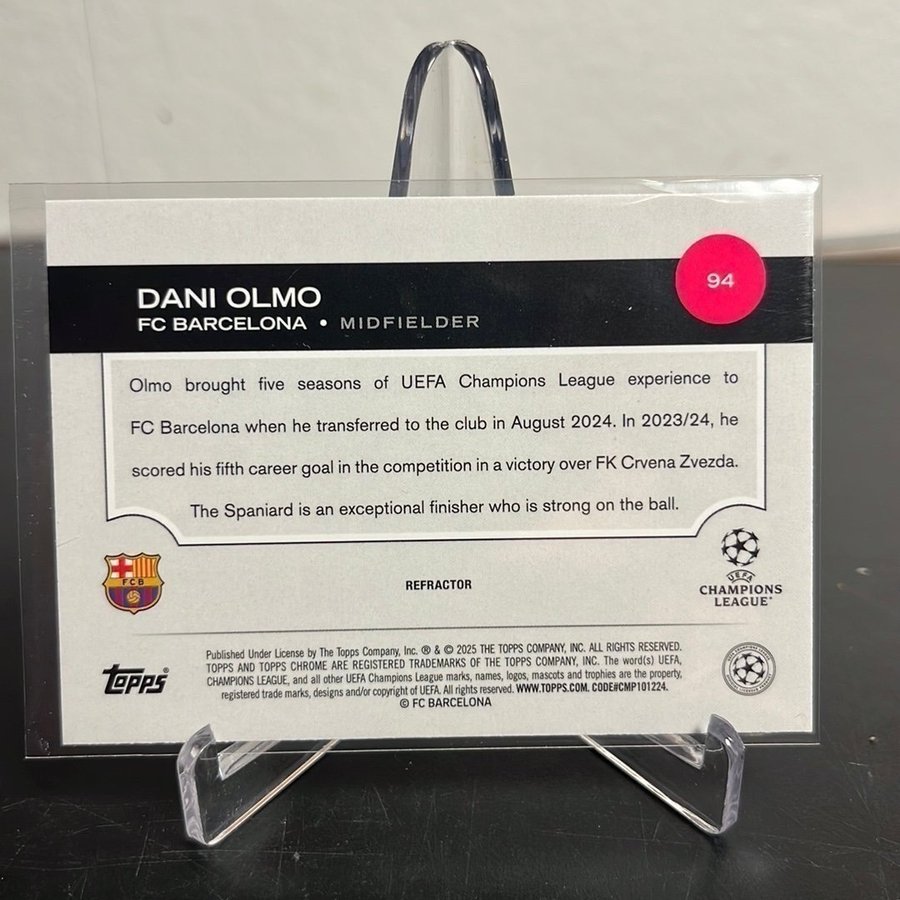 94
DANI OLMO
FC BARCELONA • MIDFIELDER
Olmo brought five seasons of UEFA Champions League experience to
FC Barcelona when he transferred to the club in August 2024. In 2023/24, he
scored his fifth career goal in the competition in a victory over FK Crvena Zvezda.
The Spaniard is an exceptional finisher who is strong on the ball.
FCB
REFRACTOR
UEFA
CHAMPIONS
LEAGUE
Topps®
Published Under License by The Topps Company, Inc. ® & © 2025 THE TOPPS COMPANY, INC. ALL RIGHTS RESERVED.
TOPPS AND TOPPS CHROME ARE REGISTERED TRADEMARKS OF THE TOPPS COMPANY, INC. The word(s) UEFA,
CHAMPIONS LEAGUE, and all other UEFA Champions League marks, names, logos, mascots and trophies are the property,
registered trade marks, designs and/or copyright of UEFA. All rights reserved. WWW.TOPPS.COM. CODE#CMP101224.
© FC BARCELONA